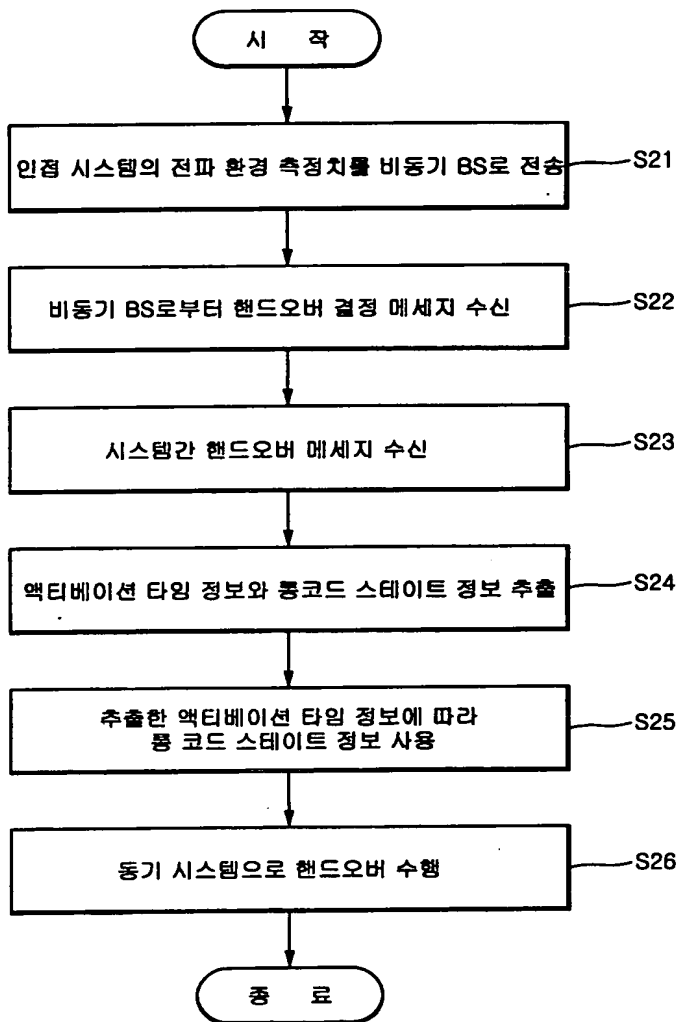 시 작
인접 시스템의 전파 환경 측정치를 비동기 BS로 전송
S21
비동기 BS로부터 핸드오버 결정 메세지 수신
S22
시스템간 핸드오버 메세지 수신
S23
액티베이션 타임 정보와 롱코드 스테이트 정보 추출
S24
추출한 액티베이션 타임 정보에 따라
롱 코드 스테이트 정보 사용
S25
동기 시스템으로 핸드오버 수행
S26
종 료